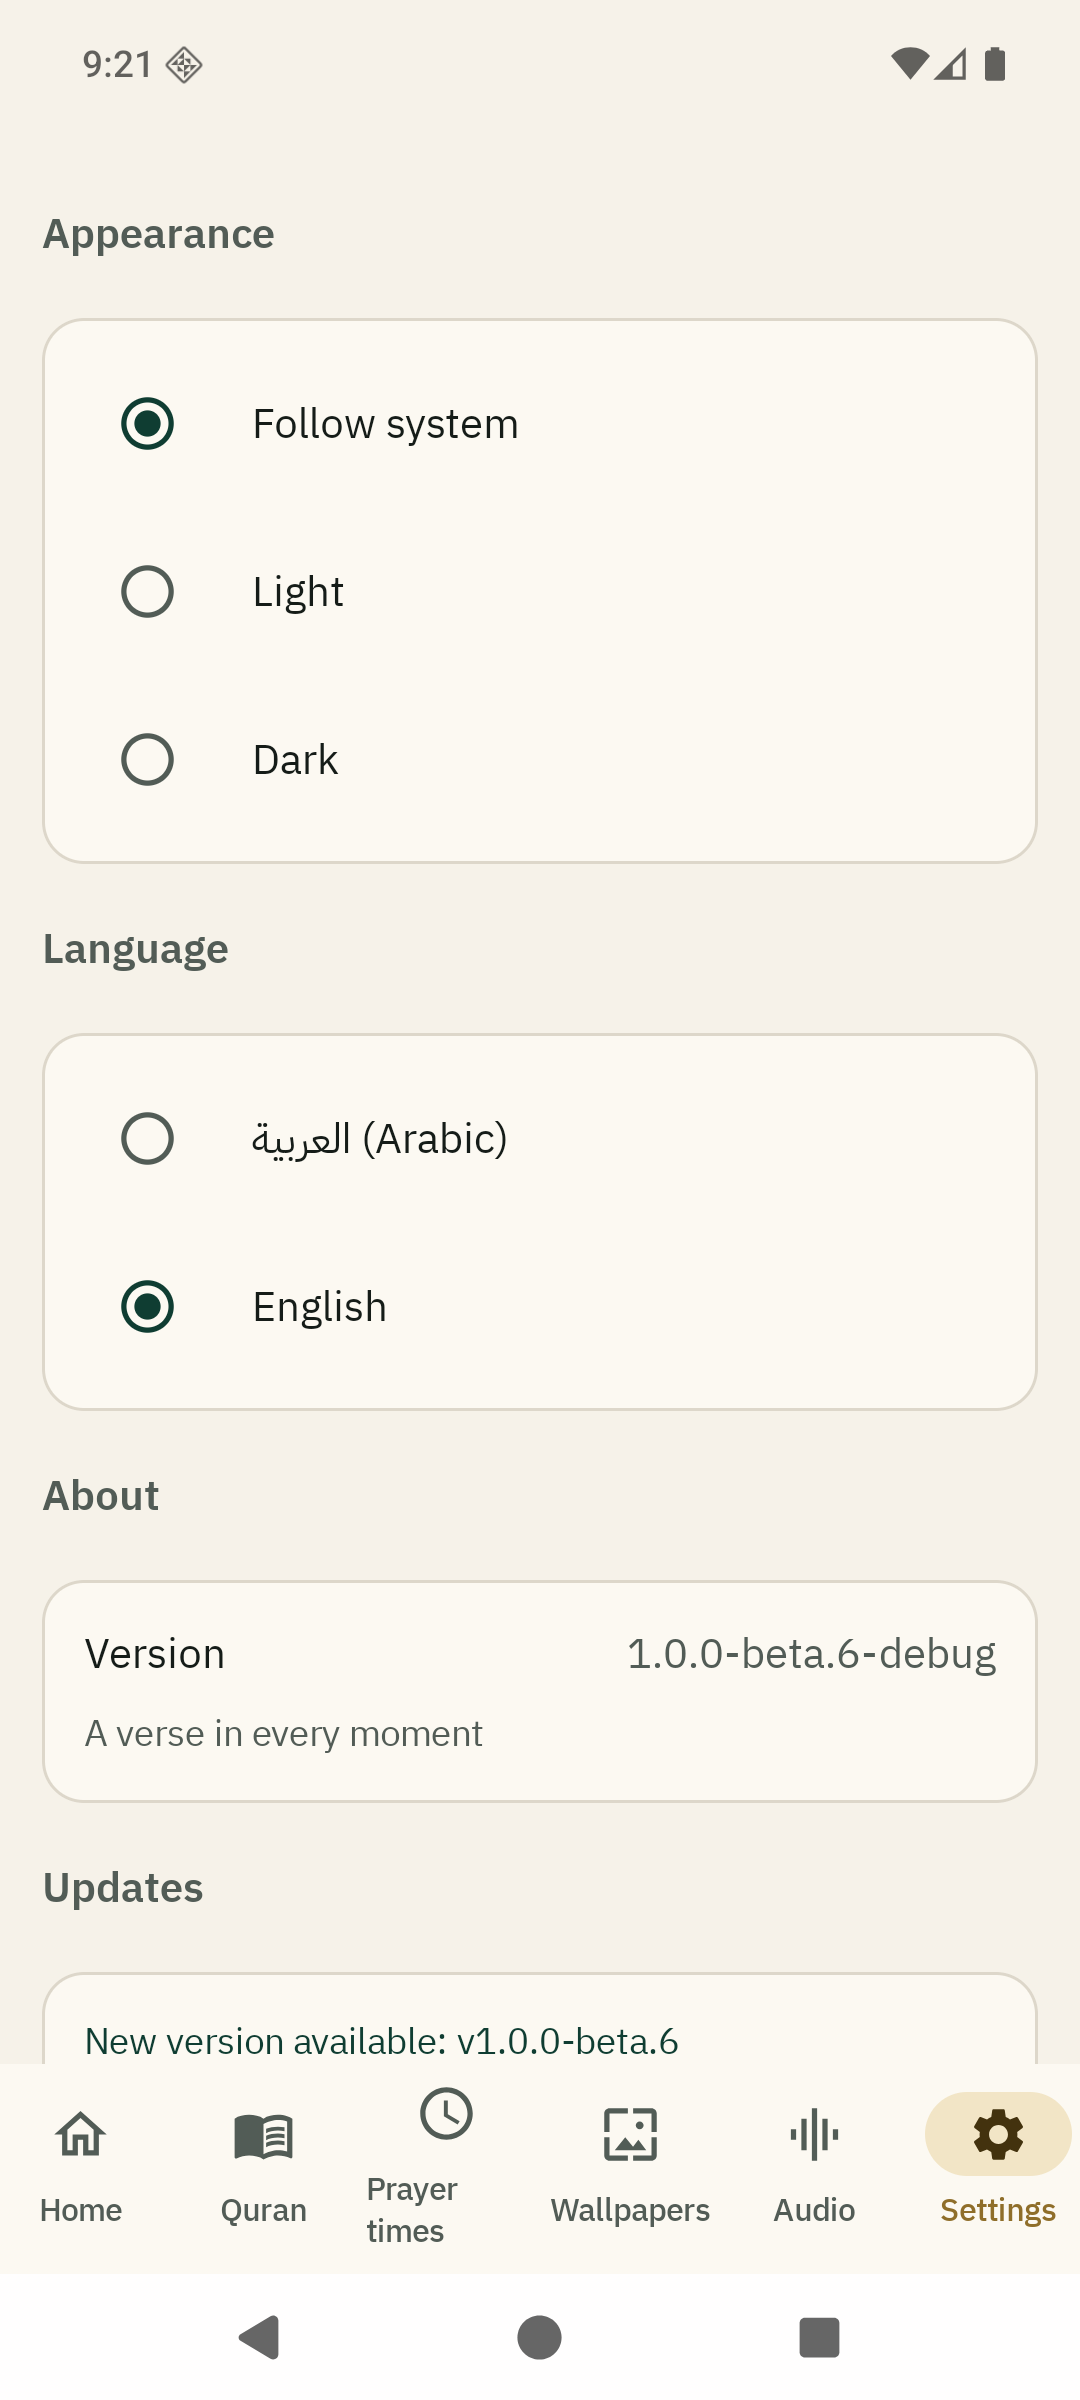 9:21
Appearance
Follow system
Light
Dark
Language
العربية (Arabic)
English
About
Version 1.0.0-beta.6-debug
A verse in every moment
Updates
New version available: v1.0.0-beta.6
Home Quran Prayer times Wallpapers Audio Settings